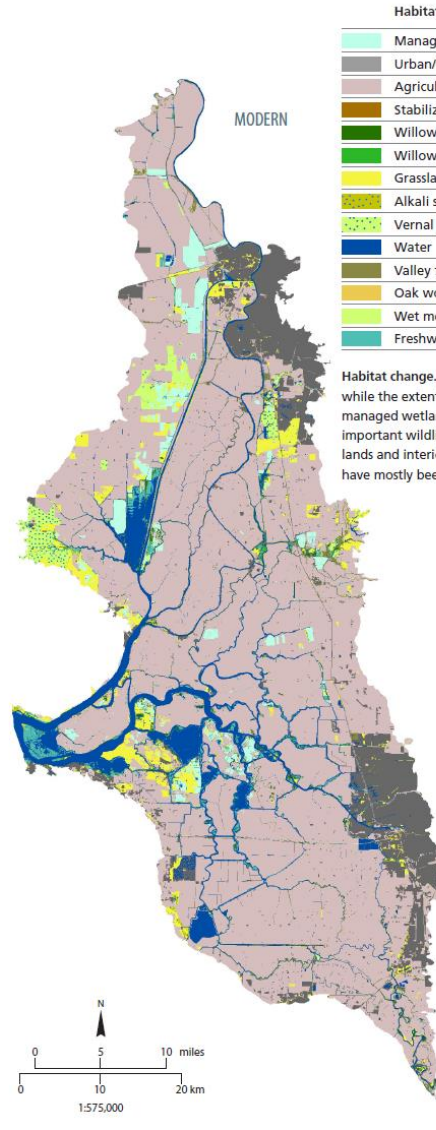 Habitat
MODERN
Manag
Urban/
Agricul
Stabiliz
Willow
Willow
Grassla
Alkali s
Vernal
Water
Valley f
Oak wo
Wet me
Freshw
Habitat change.
while the extent
managed wetla
important wildli
lands and interio
have mostly bee
N
0 5 10 miles
0 10 20 km
1:575,000